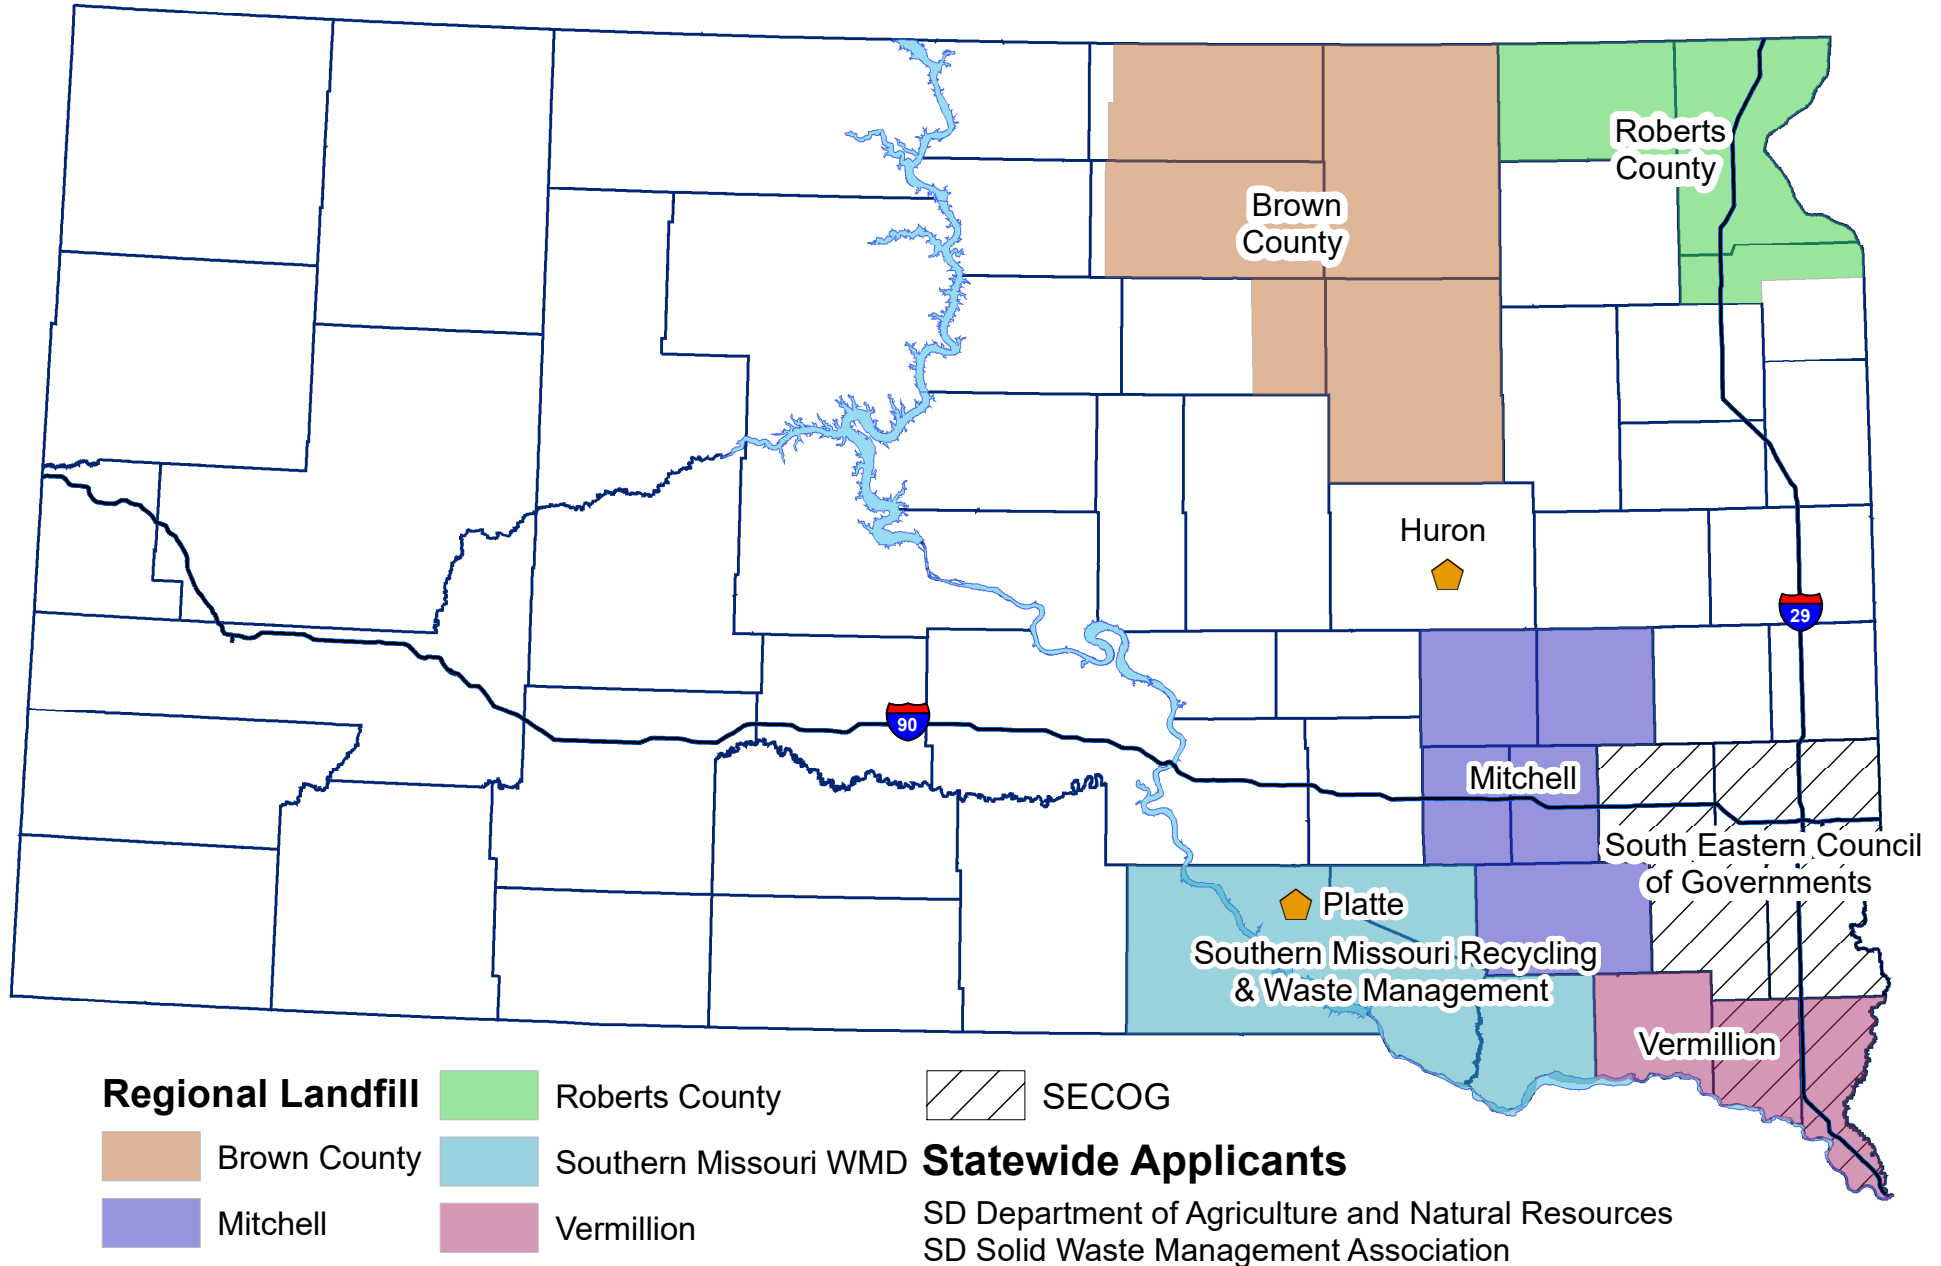 Roberts
County
Brown
County
Huron
29
90
Mitchell
South Eastern Council
of Governments
Platte
Southern Missouri Recycling
& Waste Management
Vermillion
Regional Landfill
Brown County
Mitchell
Roberts County
Southern Missouri WMD
Vermillion
SECOG
Statewide Applicants
SD Department of Agriculture and Natural Resources
SD Solid Waste Management Association